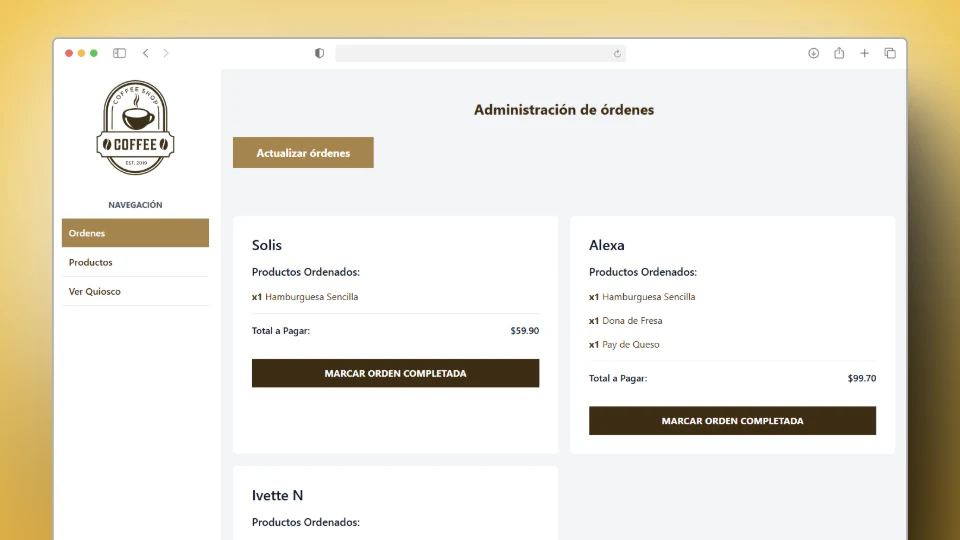 COFFEE SHOP
COFFEE
EST. 2019
NAVEGACIÓN
Ordenes
Productos
Ver Quiosco
Administración de órdenes
Actualizar órdenes
Solis
Productos Ordenados:
x1 Hamburguesa Sencilla
Total a Pagar: $59.90
MARCAR ORDEN COMPLETADA
Alexa
Productos Ordenados:
x1 Hamburguesa Sencilla
x1 Dona de Fresa
x1 Pay de Queso
Total a Pagar: $99.70
MARCAR ORDEN COMPLETADA
Ivette N
Productos Ordenados: